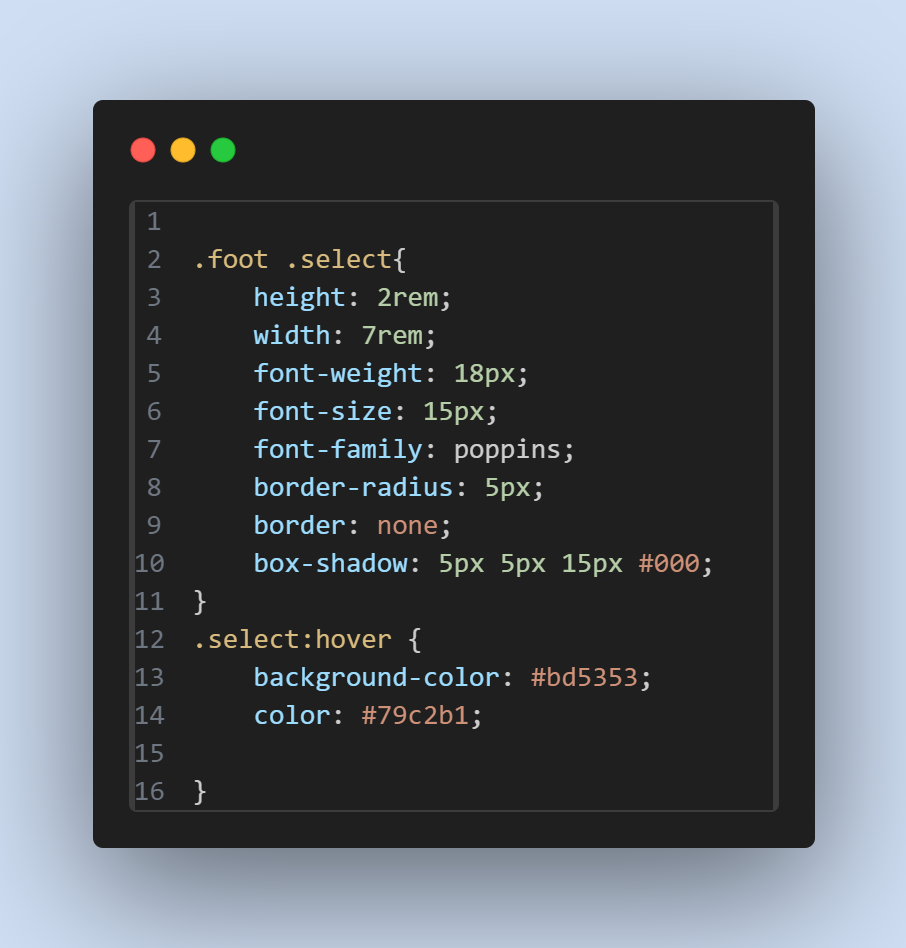 1
2 .foot .select{
3     height: 2rem;
4     width: 7rem;
5     font-weight: 18px;
6     font-size: 15px;
7     font-family: poppins;
8     border-radius: 5px;
9     border: none;
10     box-shadow: 5px 5px 15px #000;
11 }
12 .select:hover {
13     background-color: #bd5353;
14     color: #79c2b1;
15
16 }